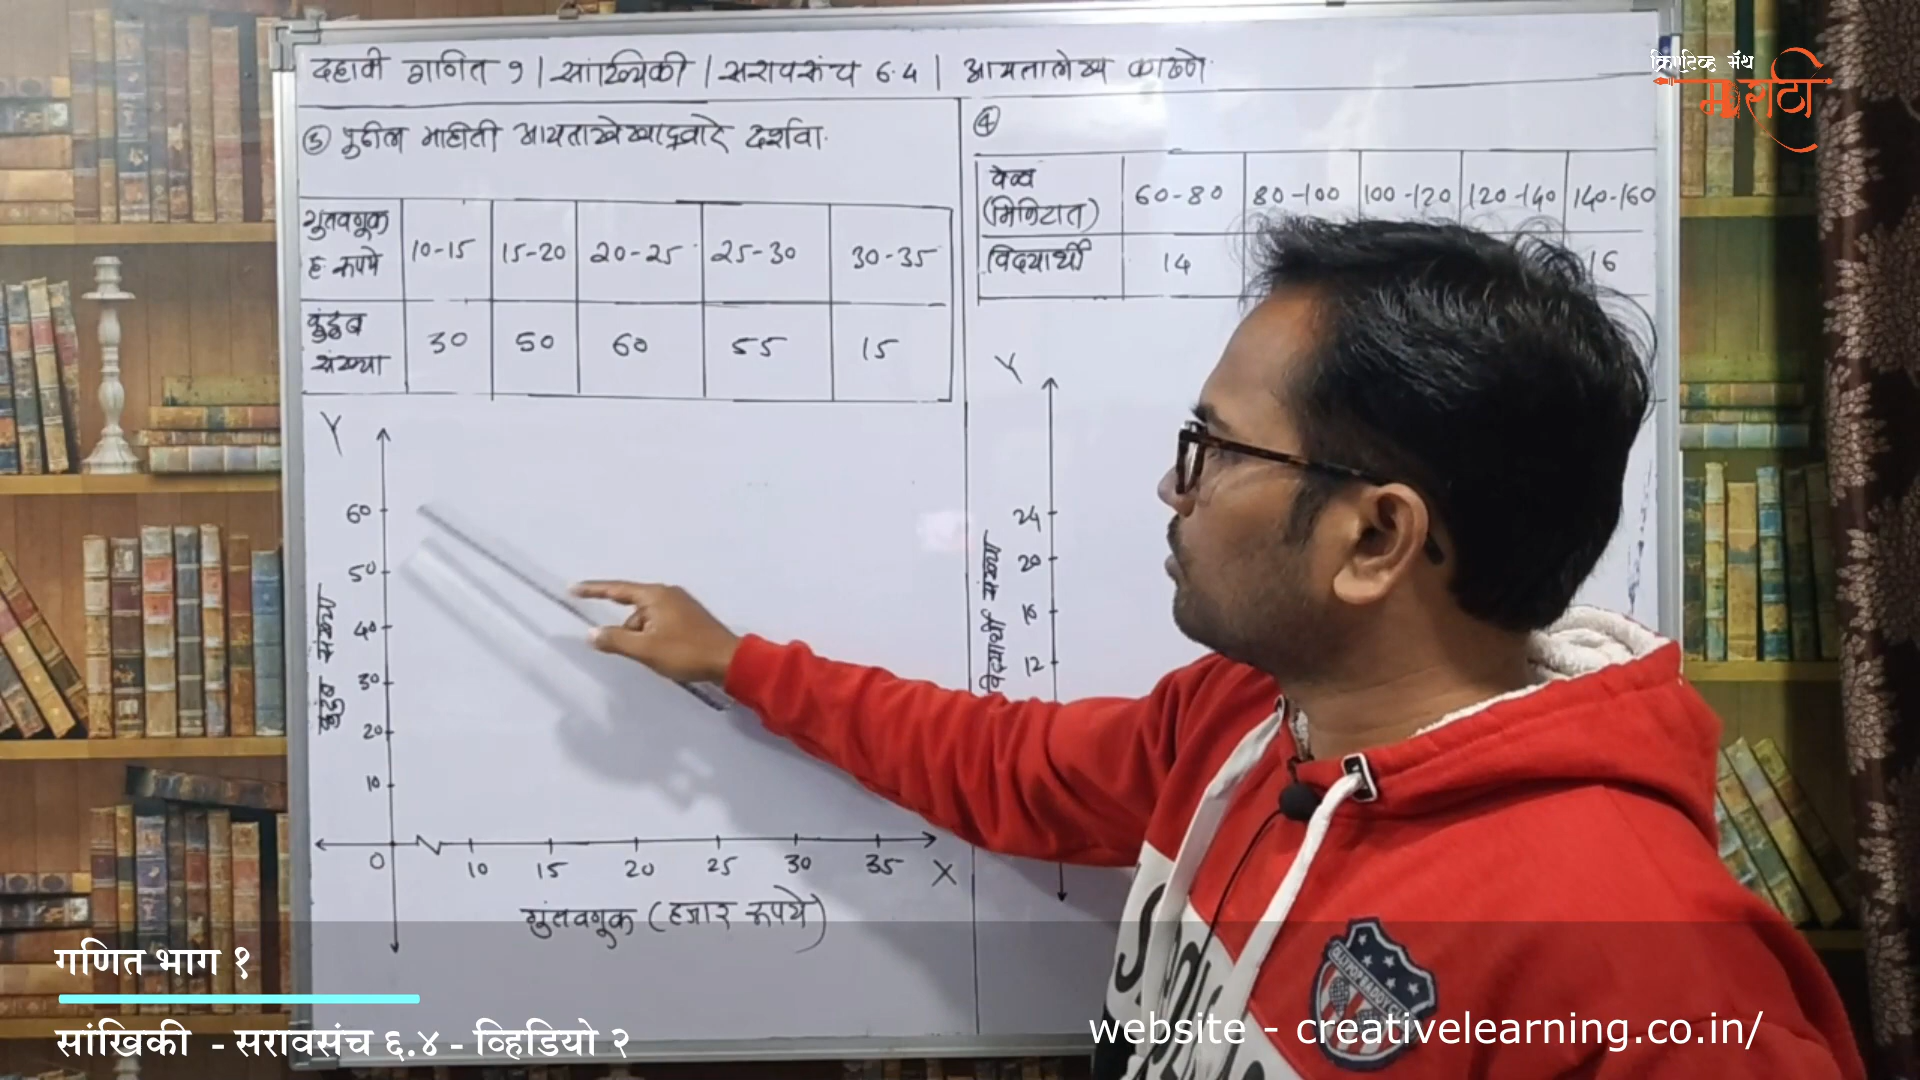 दहावी गणित १ | सांख्यिकी | सरावसंच 6.4 | आयतालेख काढणे
क्रिएटिव्ह मॅथ
मराठी
③ पुढील माहिती आयतालेखाद्वारे दर्शवा.
गुंतवणूक 10-15 15-20 20-25 25-30 30-35
ह. रूपये
कुटुंब 30 50 60 55 15
संख्या
Y
60
50
40
30
20
10
0 10 15 20 25 30 35 X
कुटुंब संख्या
गुंतवणूक (हजार रूपये)
④
वेळ 60-80 80-100 100-120 120-140 140-160
(मिनिटात)
विद्यार्थी 14 16
Y
24
20
16
12
विद्यार्थी संख्या
गणित भाग १
सांखिकी - सरावसंच ६.४ - व्हिडियो २
website - creativelearning.co.in/